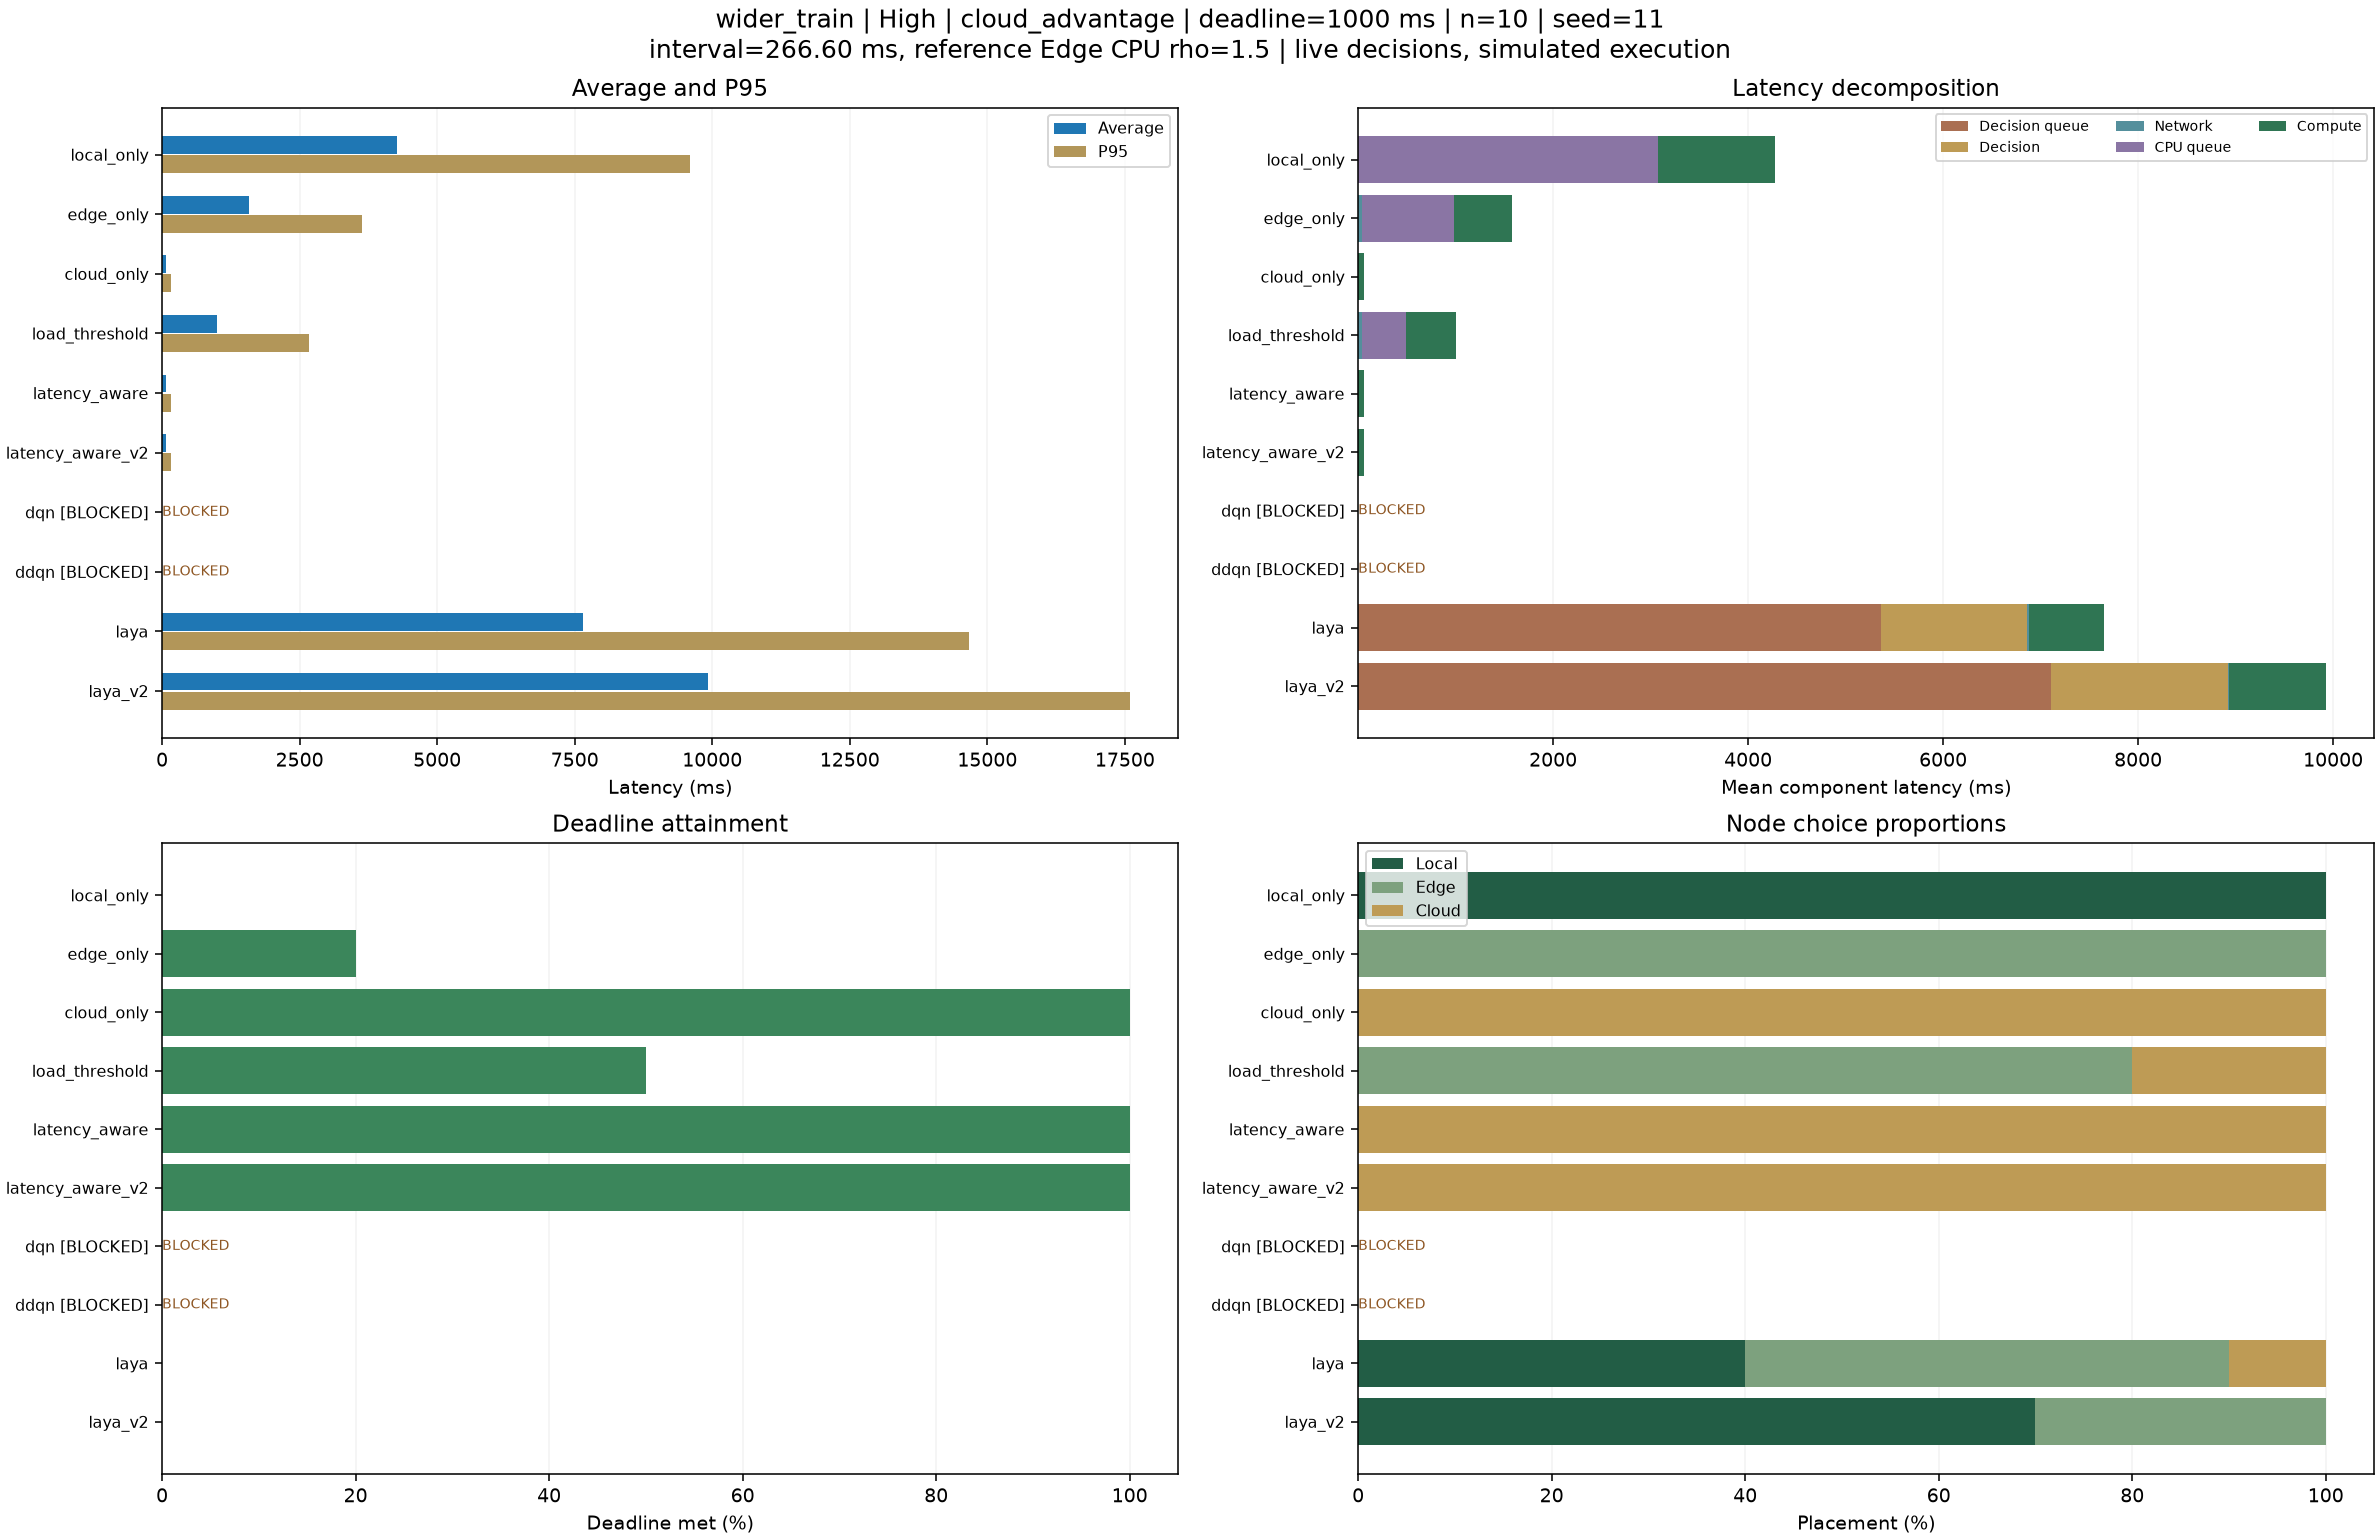 wider_train | High | cloud_advantage | deadline=1000 ms | n=10 | seed=11
interval=266.60 ms, reference Edge CPU rho=1.5 | live decisions, simulated execution
Average and P95
Average
P95
local_only
edge_only
cloud_only
load_threshold
latency_aware
latency_aware_v2
dqn [BLOCKED] BLOCKED
ddqn [BLOCKED] BLOCKED
laya
laya_v2
0 2500 5000 7500 10000 12500 15000 17500
Latency (ms)
Latency decomposition
Decision queue Network Compute
Decision CPU queue
local_only
edge_only
cloud_only
load_threshold
latency_aware
latency_aware_v2
dqn [BLOCKED] BLOCKED
ddqn [BLOCKED] BLOCKED
laya
laya_v2
2000 4000 6000 8000 10000
Mean component latency (ms)
Deadline attainment
local_only
edge_only
cloud_only
load_threshold
latency_aware
latency_aware_v2
dqn [BLOCKED] BLOCKED
ddqn [BLOCKED] BLOCKED
laya
laya_v2
0 20 40 60 80 100
Deadline met (%)
Node choice proportions
Local
Edge
Cloud
local_only
edge_only
cloud_only
load_threshold
latency_aware
latency_aware_v2
dqn [BLOCKED] BLOCKED
ddqn [BLOCKED] BLOCKED
laya
laya_v2
0 20 40 60 80 100
Placement (%)